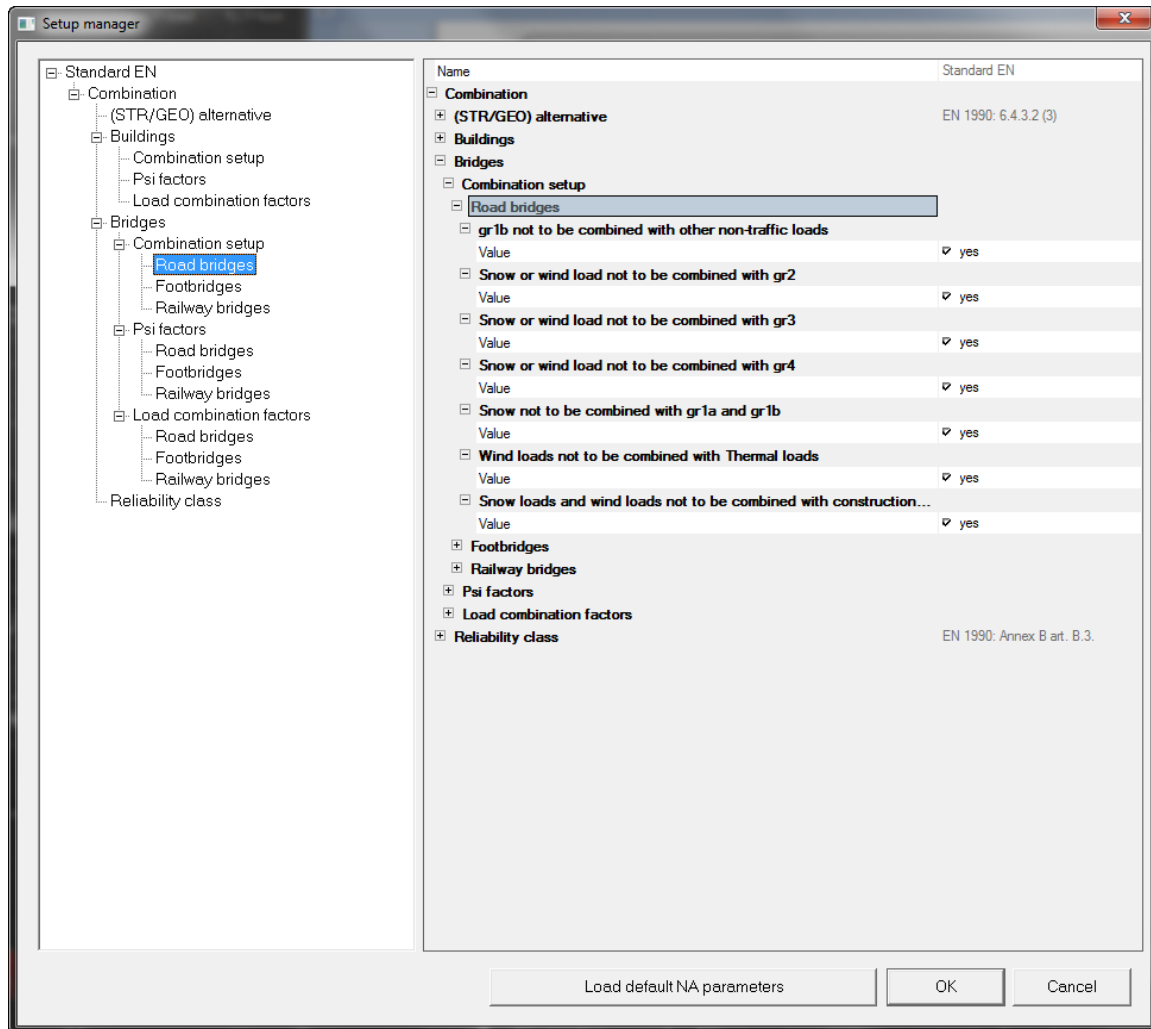 Setup manager
Standard EN
Combination
(STR/GEO) alternative
Buildings
Combination setup
Psi factors
Load combination factors
Bridges
Combination setup
Road bridges
Footbridges
Railway bridges
Psi factors
Road bridges
Footbridges
Railway bridges
Load combination factors
Road bridges
Footbridges
Railway bridges
Reliability class
Name Standard EN
Combination
(STR/GEO) alternative EN 1990: 6.4.3.2 (3)
Buildings
Bridges
Combination setup
Road bridges
gr1b not to be combined with other non-traffic loads
Value yes
Snow or wind load not to be combined with gr2
Value yes
Snow or wind load not to be combined with gr3
Value yes
Snow or wind load not to be combined with gr4
Value yes
Snow not to be combined with gr1a and gr1b
Value yes
Wind loads not to be combined with Thermal loads
Value yes
Snow loads and wind loads not to be combined with construction...
Value yes
Footbridges
Railway bridges
Psi factors
Load combination factors
Reliability class EN 1990: Annex B art. B.3.
Load default NA parameters OK Cancel